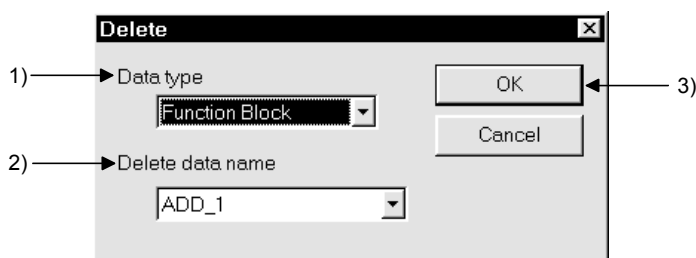 Delete
1) Data type
OK
3)
Function Block
Cancel
2) Delete data name
ADD_1